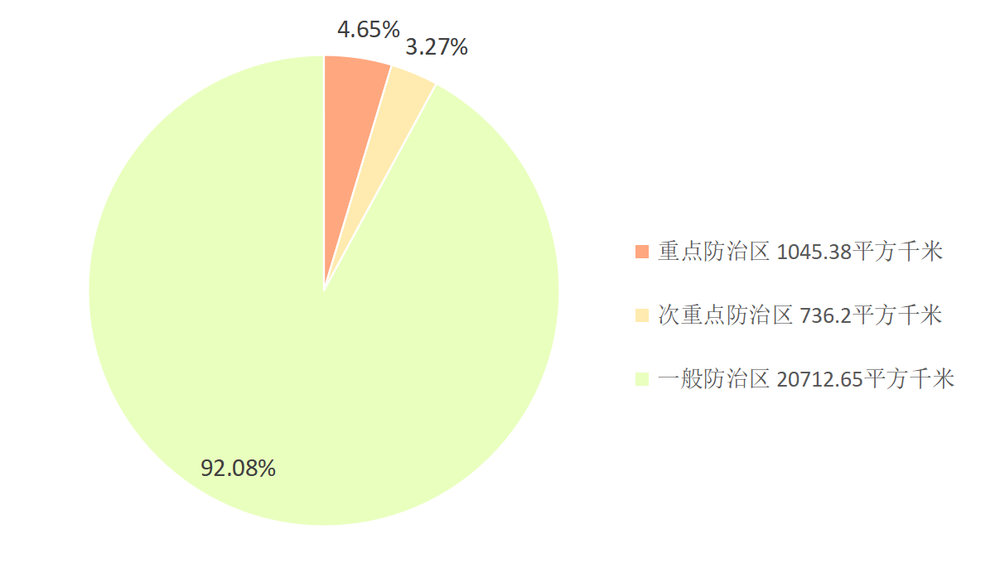 4.65%
3.27%
重点防治区 1045.38平方千米
次重点防治区 736.2平方千米
一般防治区 20712.65平方千米
92.08%